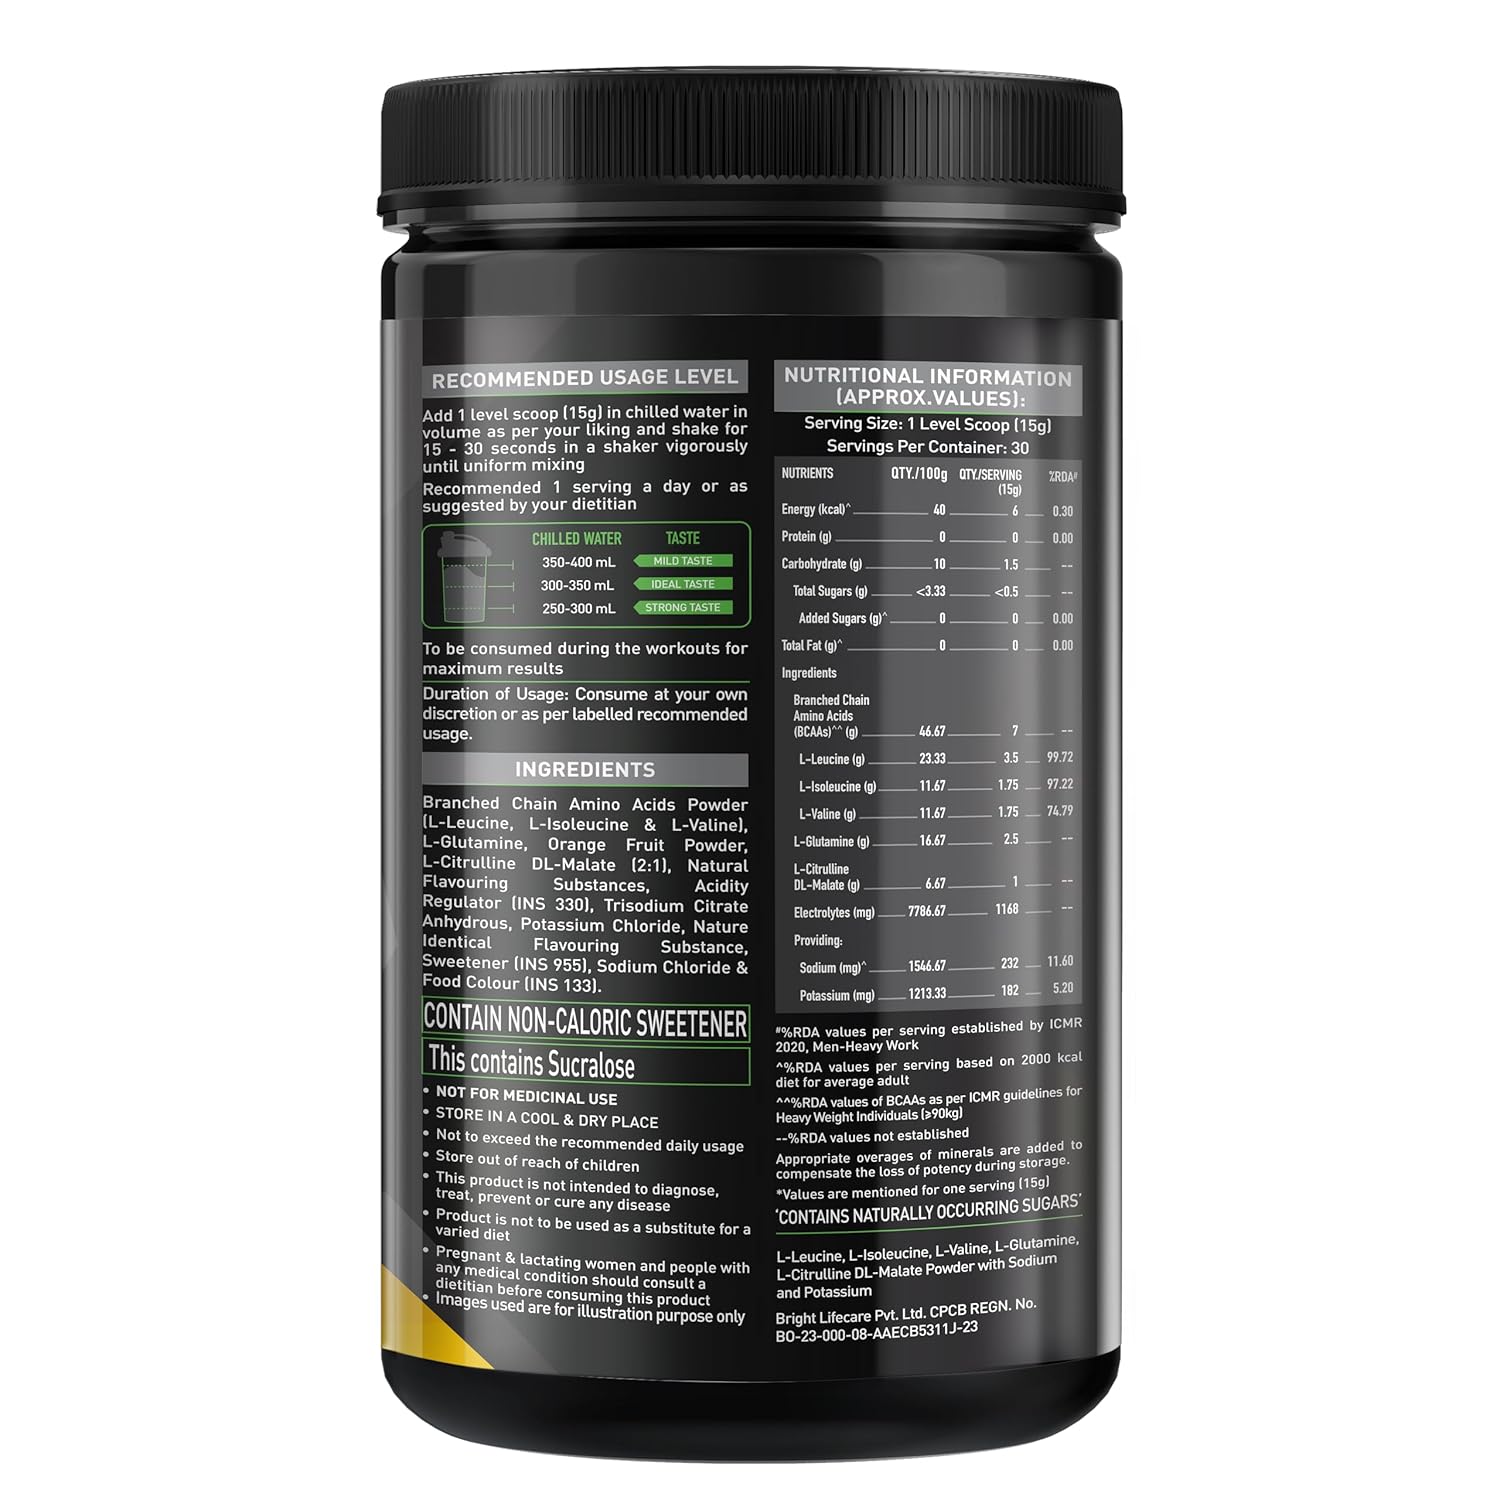 RECOMMENDED USAGE LEVEL
Add 1 level scoop (15g) in chilled water in
volume as per your liking and shake for
15 - 30 seconds in a shaker vigorously
until uniform mixing
Recommended 1 serving a day or as
suggested by your dietitian
CHILLED WATER TASTE
350-400 mL MILD TASTE
300-350 mL IDEAL TASTE
250-300 mL STRONG TASTE
To be consumed during the workouts for
maximum results
Duration of Usage: Consume at your own
discretion or as per labelled recommended
usage.
INGREDIENTS
Branched Chain Amino Acids Powder
(L-Leucine, L-Isoleucine & L-Valine),
L-Glutamine, Orange Fruit Powder,
L-Citrulline DL-Malate (2:1), Natural
Flavouring Substances, Acidity
Regulator (INS 330), Trisodium Citrate
Anhydrous, Potassium Chloride, Nature
Identical Flavouring Substance,
Sweetener (INS 955), Sodium Chloride &
Food Colour (INS 133).
CONTAIN NON-CALORIC SWEETENER
This contains Sucralose
• NOT FOR MEDICINAL USE
• STORE IN A COOL & DRY PLACE
• Not to exceed the recommended daily usage
• Store out of reach of children
• This product is not intended to diagnose,
treat, prevent or cure any disease
• Product is not to be used as a substitute for a
varied diet
• Pregnant & lactating women and people with
any medical condition should consult a
dietitian before consuming this product
• Images used are for illustration purpose only
NUTRITIONAL INFORMATION
(APPROX.VALUES):
Serving Size: 1 Level Scoop (15g)
Servings Per Container: 30
NUTRIENTS QTY./100g QTY./SERVING %RDA#
(15g)
Energy (kcal)^ 40 6 0.30
Protein (g) 0 0 0.00
Carbohydrate (g) 10 1.5 --
Total Sugars (g) <3.33 <0.5 --
Added Sugars (g)^ 0 0 0.00
Total Fat (g)^ 0 0 0.00
Ingredients
Branched Chain
Amino Acids
(BCAAs)^^ (g) 46.67 7 --
L-Leucine (g) 23.33 3.5 99.72
L-Isoleucine (g) 11.67 1.75 97.22
L-Valine (g) 11.67 1.75 74.79
L-Glutamine (g) 16.67 2.5 --
L-Citrulline
DL-Malate (g) 6.67 1 --
Electrolytes (mg) 7786.67 1168 --
Providing:
Sodium (mg)^ 1546.67 232 11.60
Potassium (mg) 1213.33 182 5.20
#%RDA values per serving established by ICMR
2020, Men-Heavy Work
^%RDA values per serving based on 2000 kcal
diet for average adult
^^%RDA values of BCAAs as per ICMR guidelines for
Heavy Weight Individuals (≥90kg)
--%RDA values not established
Appropriate overages of minerals are added to
compensate the loss of potency during storage.
*Values are mentioned for one serving (15g)
'CONTAINS NATURALLY OCCURRING SUGARS'
L-Leucine, L-Isoleucine, L-Valine, L-Glutamine,
L-Citrulline DL-Malate Powder with Sodium
and Potassium
Bright Lifecare Pvt. Ltd. CPCB REGN. No.
BO-23-000-08-AAECB5311J-23